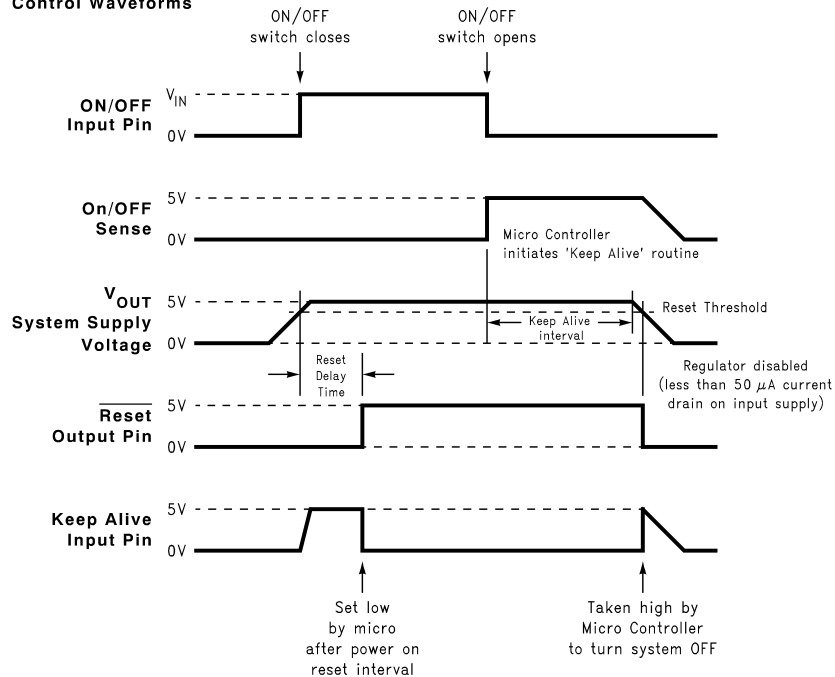 Control Waveforms
ON/OFF
switch closes
ON/OFF
switch opens
ON/OFF
Input Pin
VIN
0V
On/OFF
Sense
5V
0V
Micro Controller
initiates 'Keep Alive' routine
VOUT
System Supply
Voltage
5V
0V
Reset Threshold
Keep Alive
interval
Reset
Delay
Time
Regulator disabled
(less than 50 μA current
drain on input supply)
Reset
Output Pin
5V
0V
Keep Alive
Input Pin
5V
0V
Set low
by micro
after power on
reset interval
Taken high by
Micro Controller
to turn system OFF